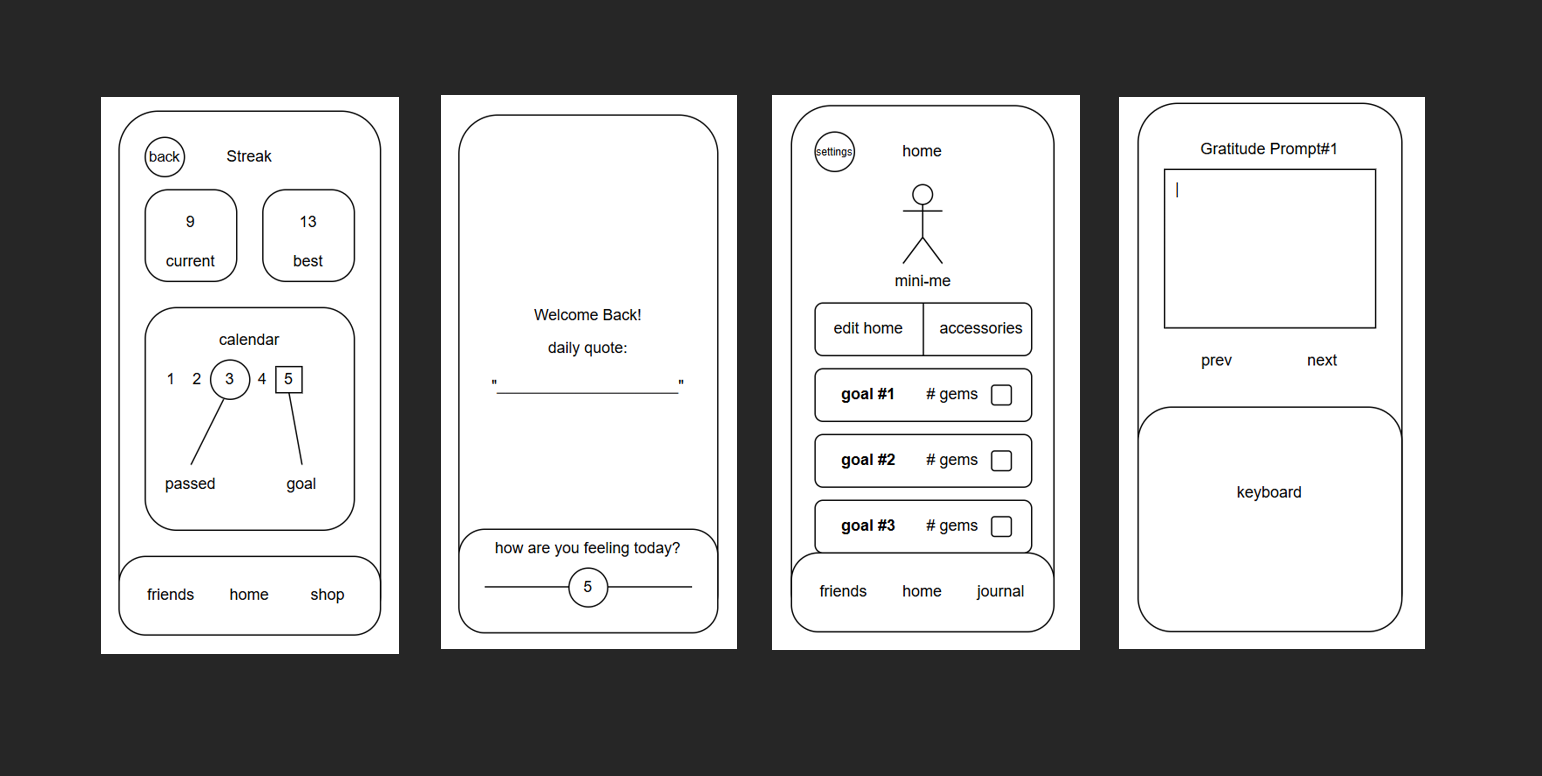 back
Streak
9
current
13
best
calendar
1 2 3 4 5
passed
goal
friends home shop
Welcome Back!
daily quote:
"____________________"
how are you feeling today?
5
settings
home
mini-me
edit home
accessories
goal #1 # gems
goal #2 # gems
goal #3 # gems
friends home journal
Gratitude Prompt#1
prev
next
keyboard